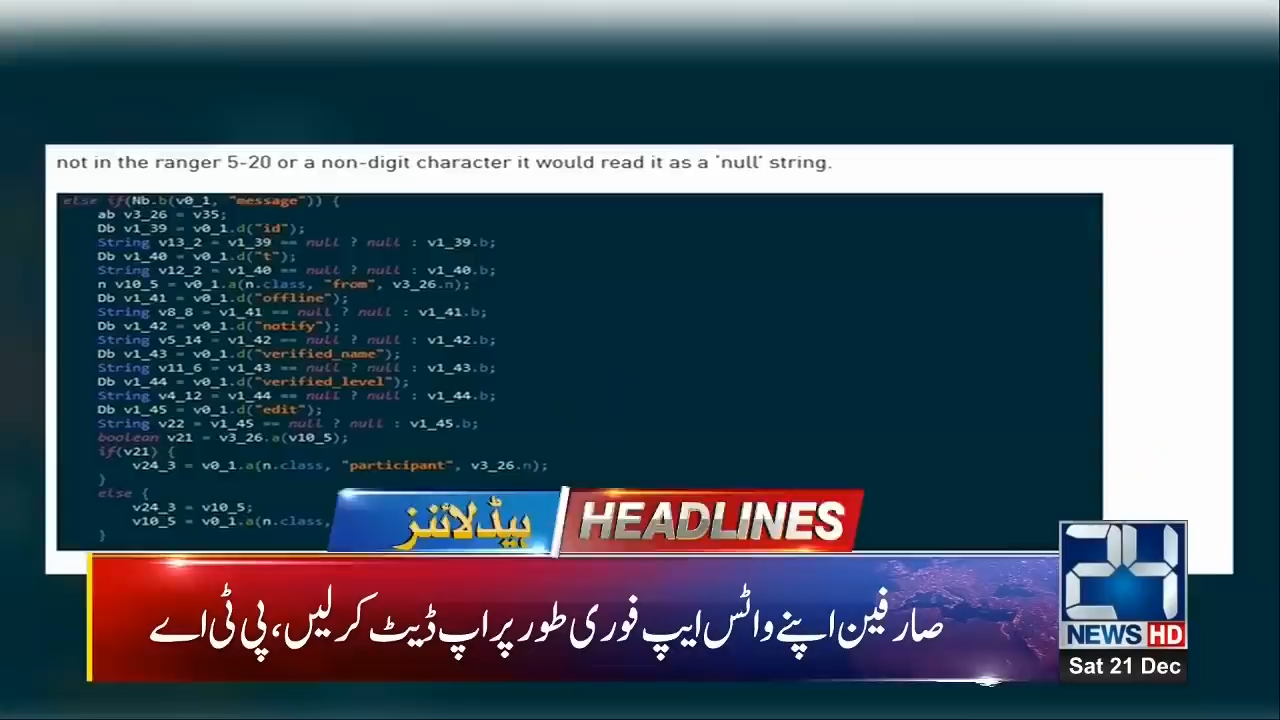 not in the ranger 5-20 or a non-digit character it would read it as a 'null' string.
else if(Nb.b(v0_1, "message")) {
ab v3_26 = v35;
Db v1_39 = v0_1.d("id");
String v13_2 = v1_39 == null ? null : v1_39.b;
Db v1_40 = v0_1.d("t");
String v12_2 = v1_40 == null ? null : v1_40.b;
n v10_5 = v0_1.a(n.class, "from", v3_26.n);
Db v1_41 = v0_1.d("offline");
String v8_8 = v1_41 == null ? null : v1_41.b;
Db v1_42 = v0_1.d("notify");
String v5_14 = v1_42 == null ? null : v1_42.b;
Db v1_43 = v0_1.d("verified_name");
String v11_6 = v1_43 == null ? null : v1_43.b;
Db v1_44 = v0_1.d("verified_level");
String v4_12 = v1_44 == null ? null : v1_44.b;
Db v1_45 = v0_1.d("edit");
String v22 = v1_45 == null ? null : v1_45.b;
boolean v21 = v3_26.a(v10_5);
if(v21) {
v24_3 = v0_1.a(n.class, "participant", v3_26.n);
}
else {
v24_3 = v10_5;
v10_5 = v0_1.a(n.class,
}
ہیڈلائنز HEADLINES
صارفین اپنے واٹس ایپ فوری طور پر اپ ڈیٹ کرلیں، پی ٹی اے
24
NEWS HD
Sat 21 Dec